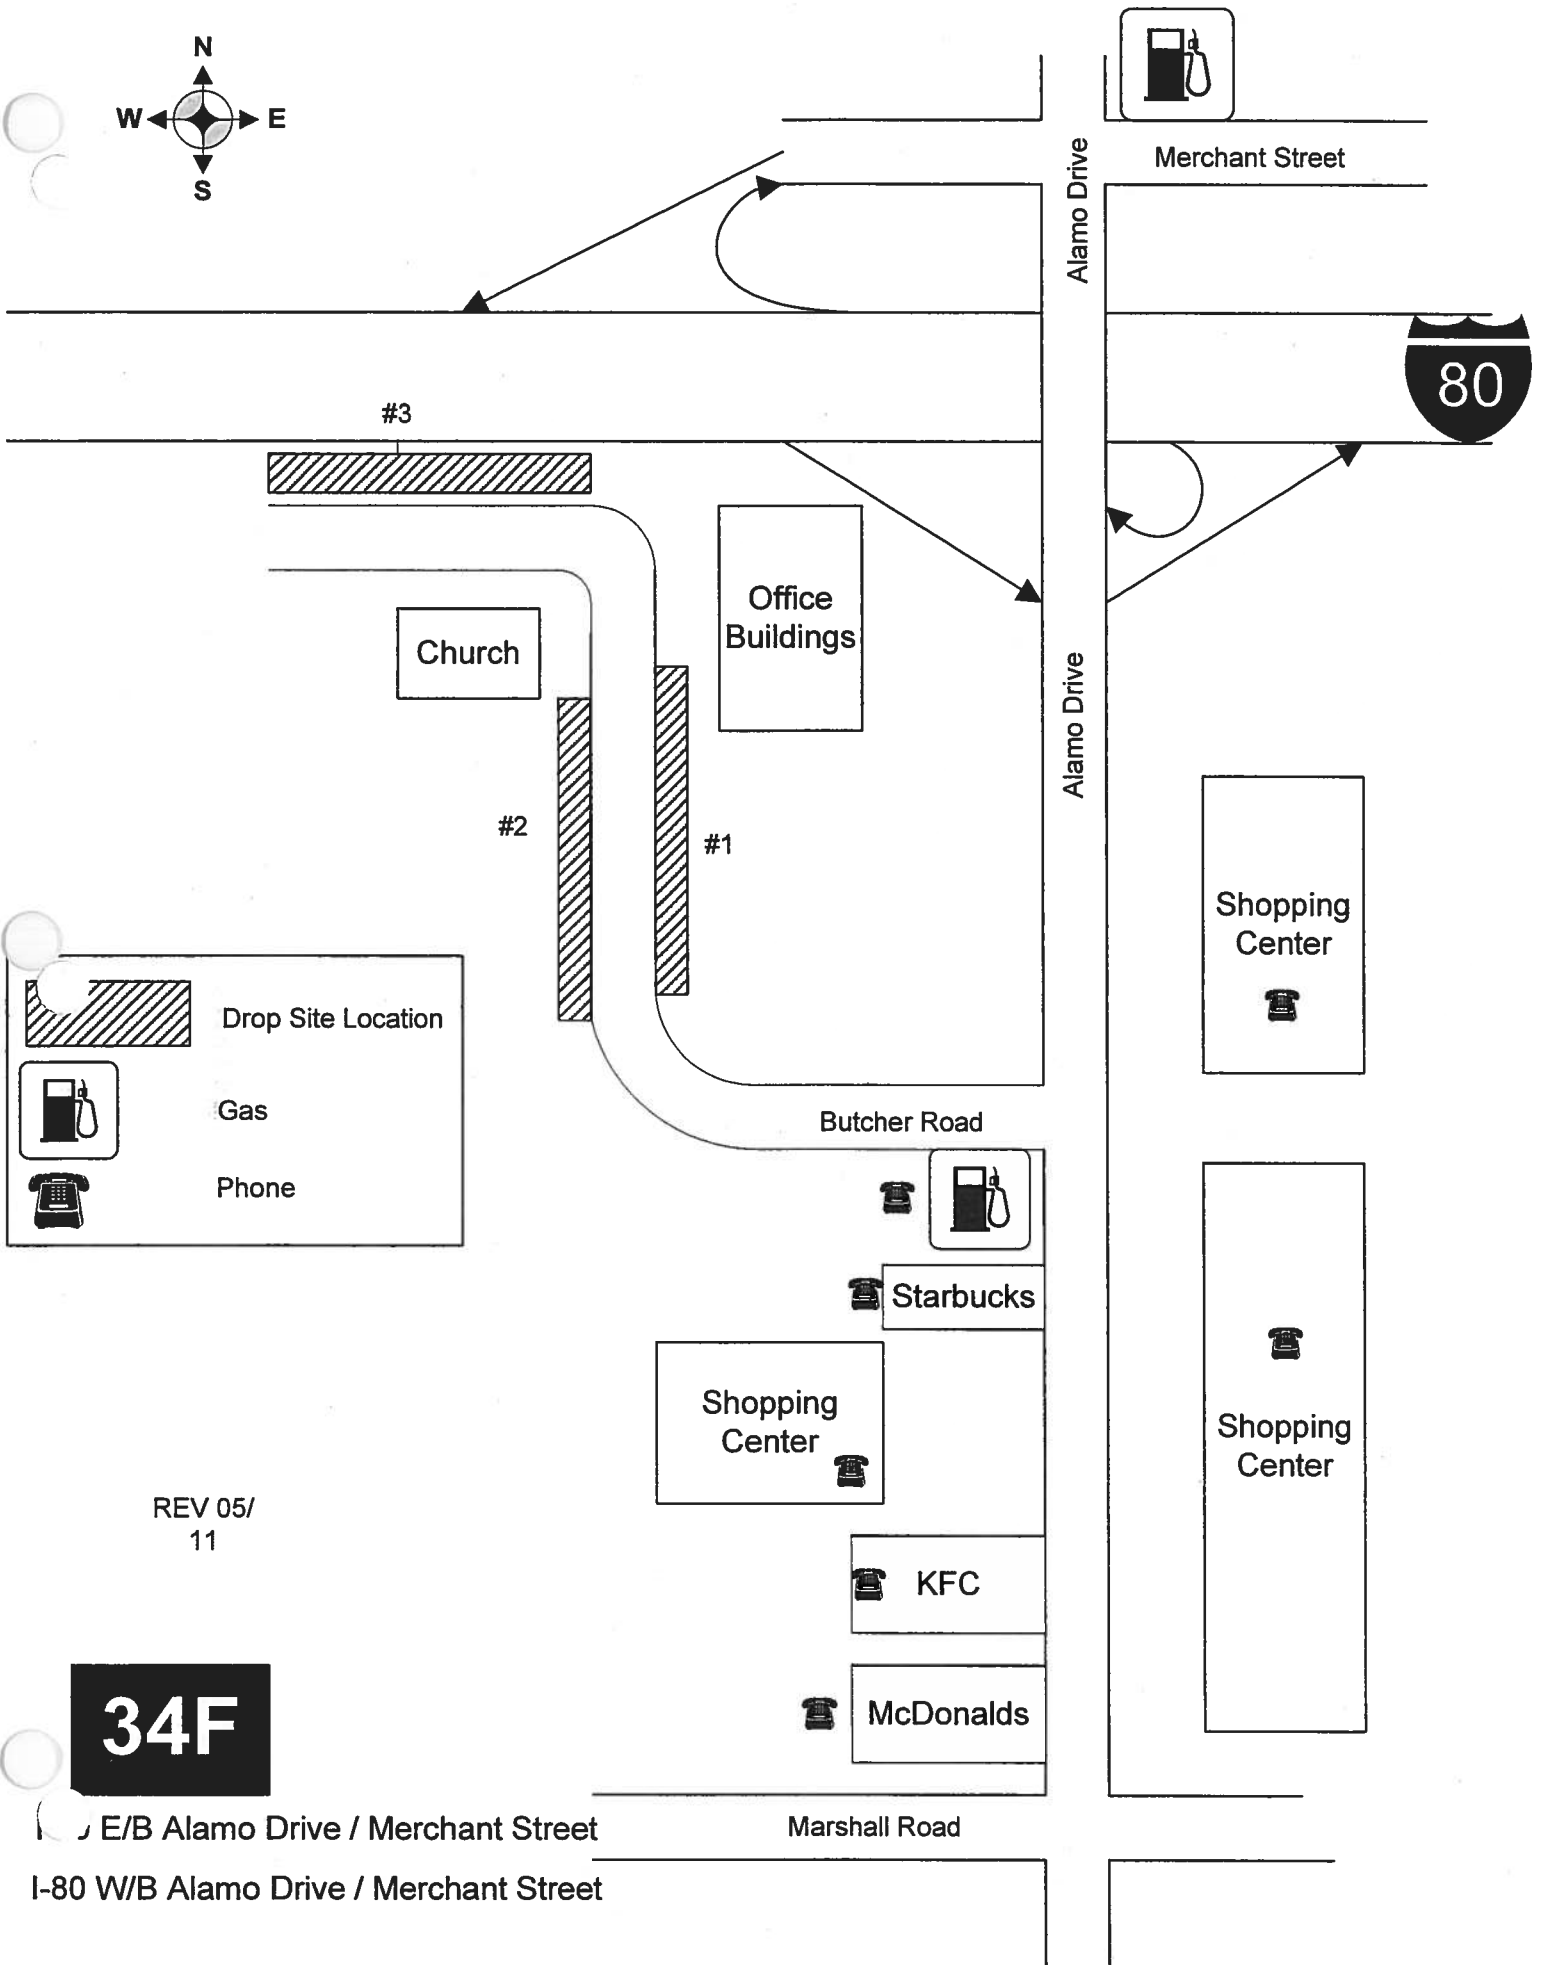 N
W E
S
Merchant Street
Alamo Drive
80
#3
Office
Buildings
Church
Alamo Drive
#2
#1
Shopping
Center
Drop Site Location
Gas
Phone
Butcher Road
Starbucks
Shopping
Center
Shopping
Center
REV 05/
11
KFC
34F
McDonalds
E/B Alamo Drive / Merchant Street
Marshall Road
I-80 W/B Alamo Drive / Merchant Street